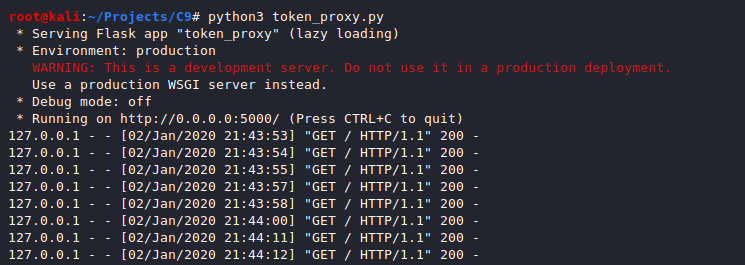 root@kali:~/Projects/C9# python3 token_proxy.py
 * Serving Flask app "token_proxy" (lazy loading)
 * Environment: production
   WARNING: This is a development server. Do not use it in a production deployment.
   Use a production WSGI server instead.
 * Debug mode: off
 * Running on http://0.0.0.0:5000/ (Press CTRL+C to quit)
127.0.0.1 - - [02/Jan/2020 21:43:53] "GET / HTTP/1.1" 200 -
127.0.0.1 - - [02/Jan/2020 21:43:54] "GET / HTTP/1.1" 200 -
127.0.0.1 - - [02/Jan/2020 21:43:55] "GET / HTTP/1.1" 200 -
127.0.0.1 - - [02/Jan/2020 21:43:57] "GET / HTTP/1.1" 200 -
127.0.0.1 - - [02/Jan/2020 21:43:58] "GET / HTTP/1.1" 200 -
127.0.0.1 - - [02/Jan/2020 21:44:00] "GET / HTTP/1.1" 200 -
127.0.0.1 - - [02/Jan/2020 21:44:11] "GET / HTTP/1.1" 200 -
127.0.0.1 - - [02/Jan/2020 21:44:12] "GET / HTTP/1.1" 200 -